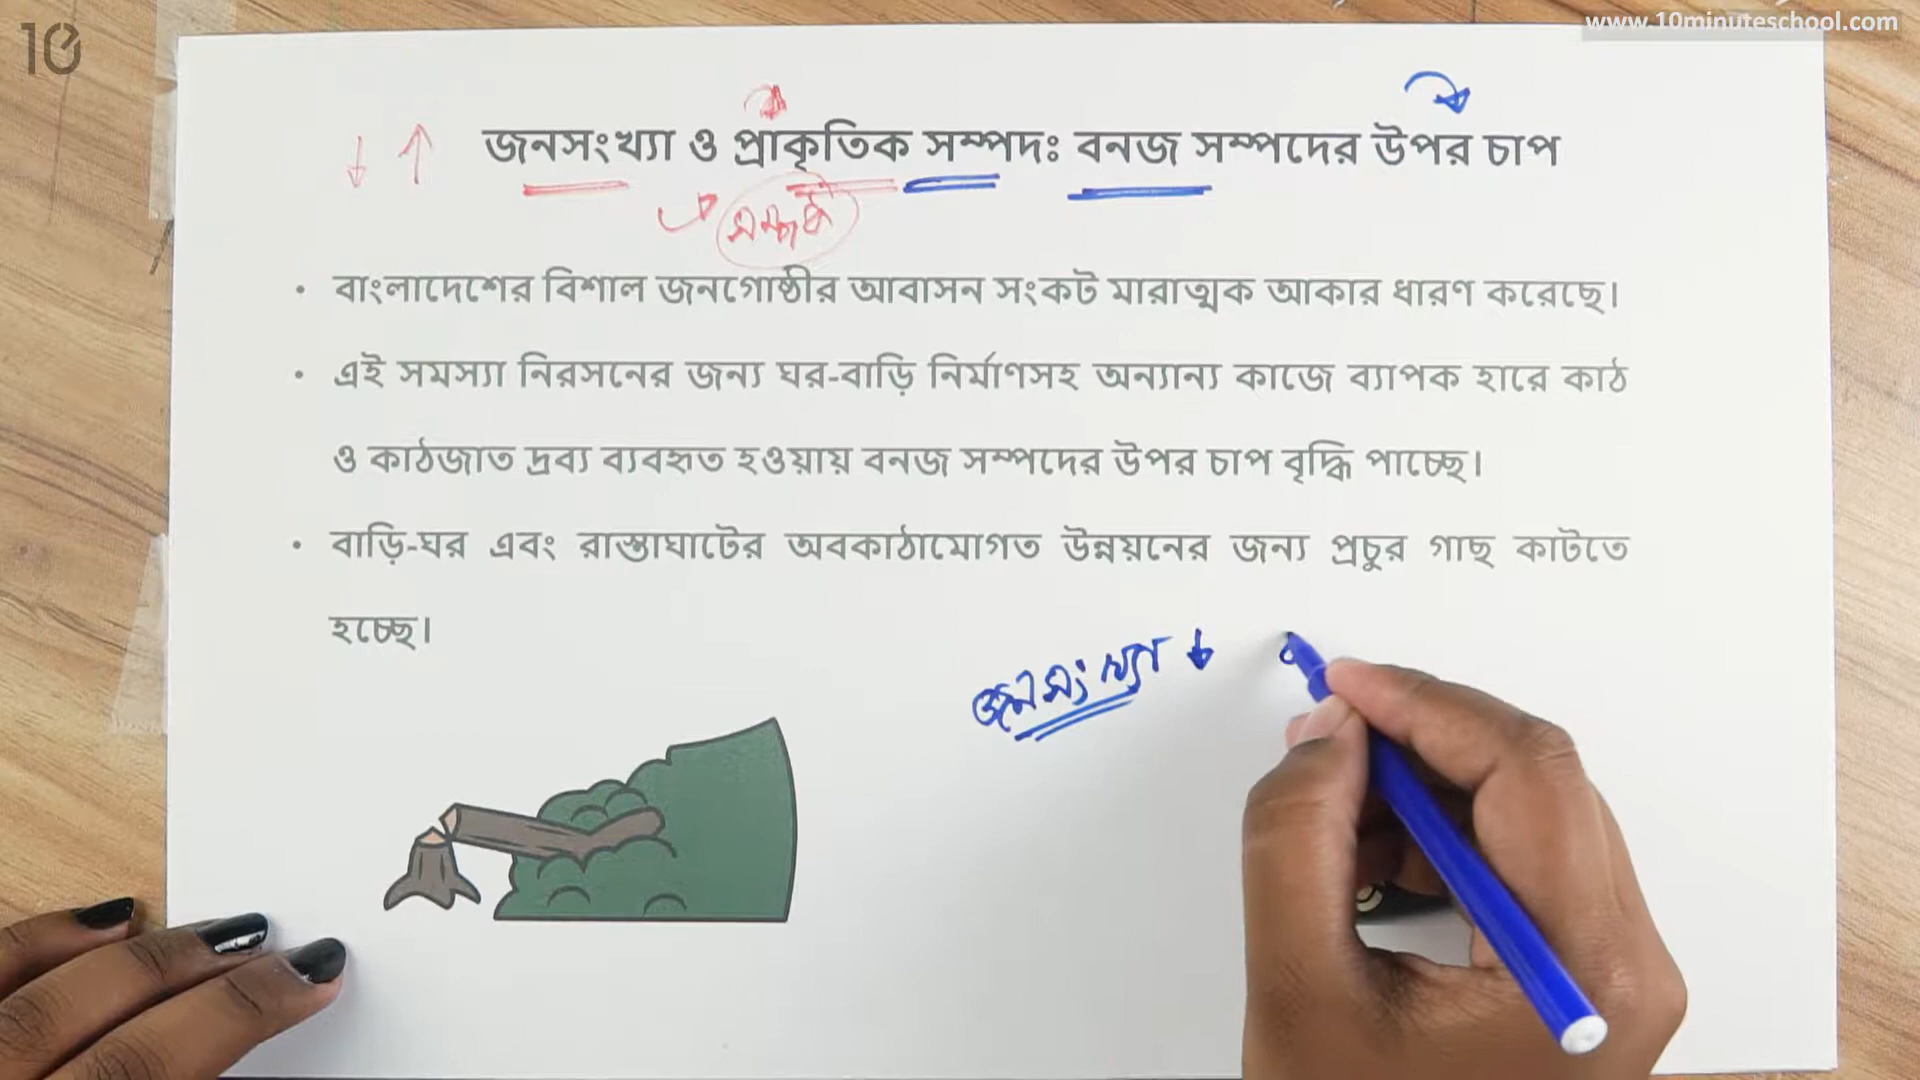 10
www.10minuteschool.com
জনসংখ্যা ও প্রাকৃতিক সম্পদঃ বনজ সম্পদের উপর চাপ
• বাংলাদেশের বিশাল জনগোষ্ঠীর আবাসন সংকট মারাত্মক আকার ধারণ করেছে।
• এই সমস্যা নিরসনের জন্য ঘর-বাড়ি নির্মাণসহ অন্যান্য কাজে ব্যাপক হারে কাঠ
ও কাঠজাত দ্রব্য ব্যবহৃত হওয়ায় বনজ সম্পদের উপর চাপ বৃদ্ধি পাচ্ছে।
• বাড়ি-ঘর এবং রাস্তাঘাটের অবকাঠামোগত উন্নয়নের জন্য প্রচুর গাছ কাটতে
হচ্ছে।
জনসংখ্যা